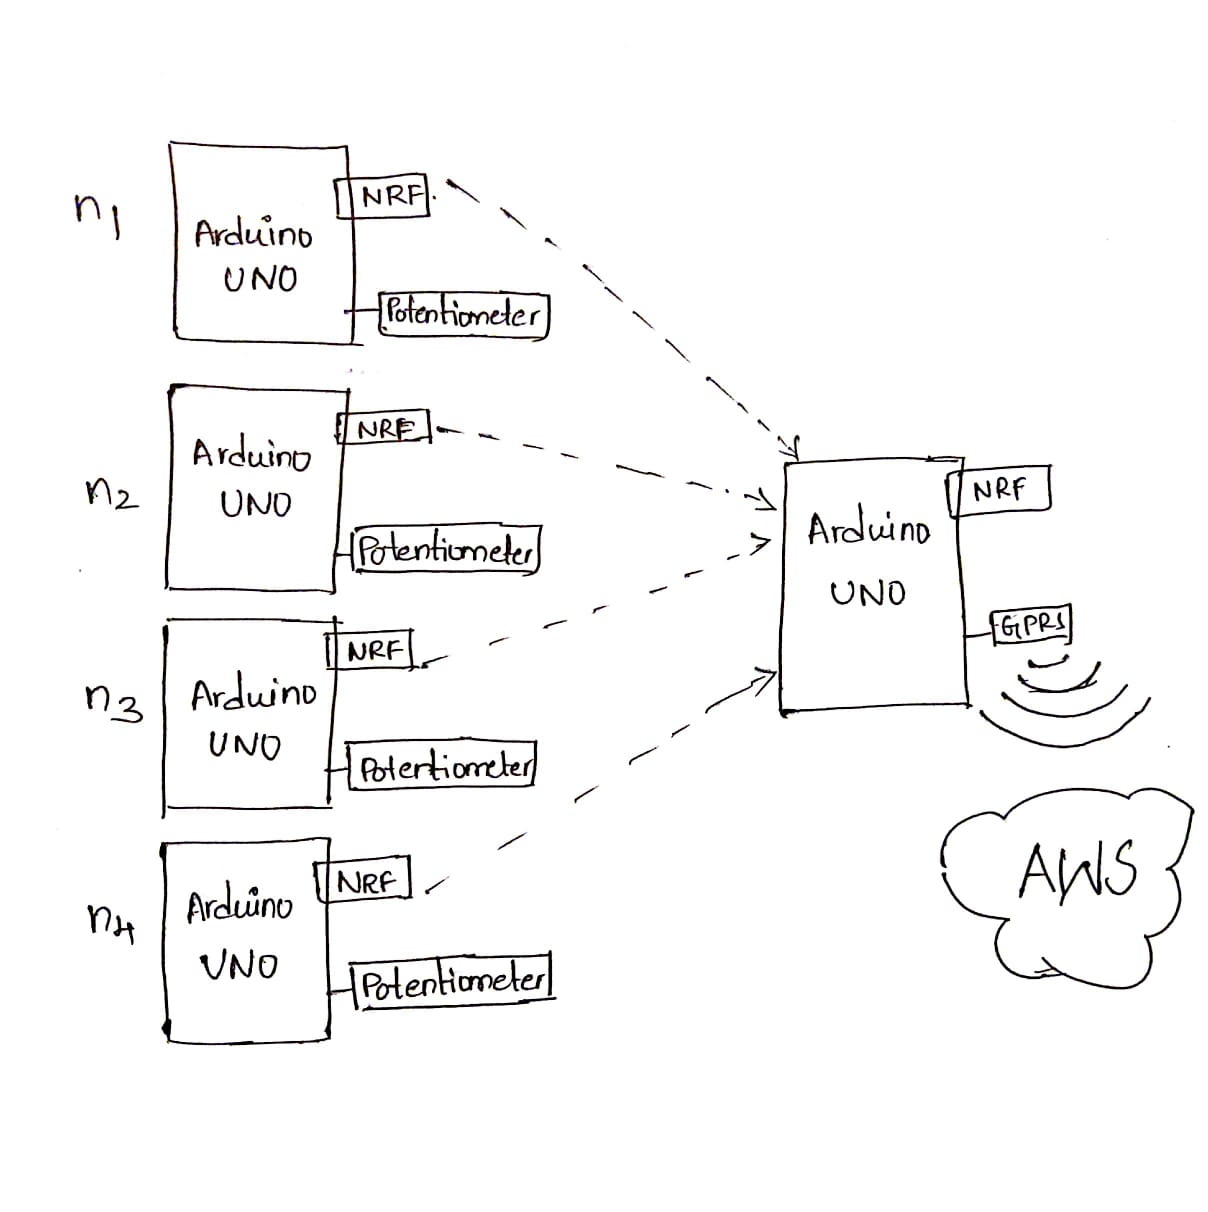 n1
Arduino
UNO
NRF
Potentiometer
n2
Arduino
UNO
NRF
Potentiometer
n3
Arduino
UNO
NRF
Potentiometer
n4
Arduino
UNO
NRF
Potentiometer
Arduino
UNO
NRF
GPRS
AWS